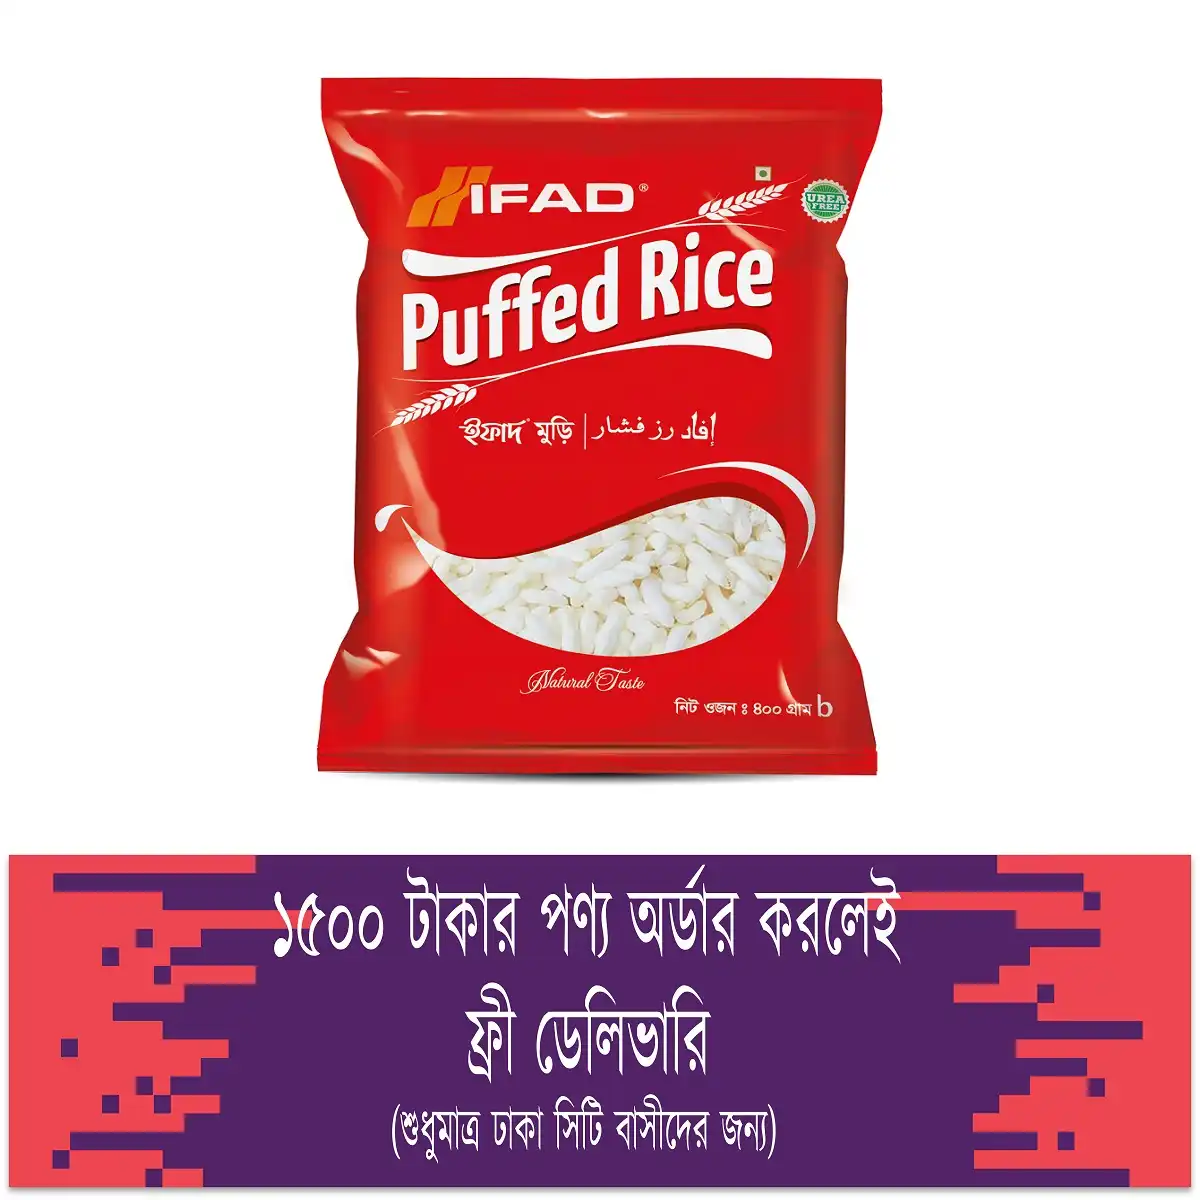 IFAD®
UREA
FREE
Puffed Rice
ইফাদ® মুড়ি | إفاد رز فشار
Natural Taste
নিট ওজন : ৪০০ গ্রাম b
১৫০০ টাকার পণ্য অর্ডার করলেই
ফ্রী ডেলিভারি
(শুধুমাত্র ঢাকা সিটি বাসীদের জন্য)